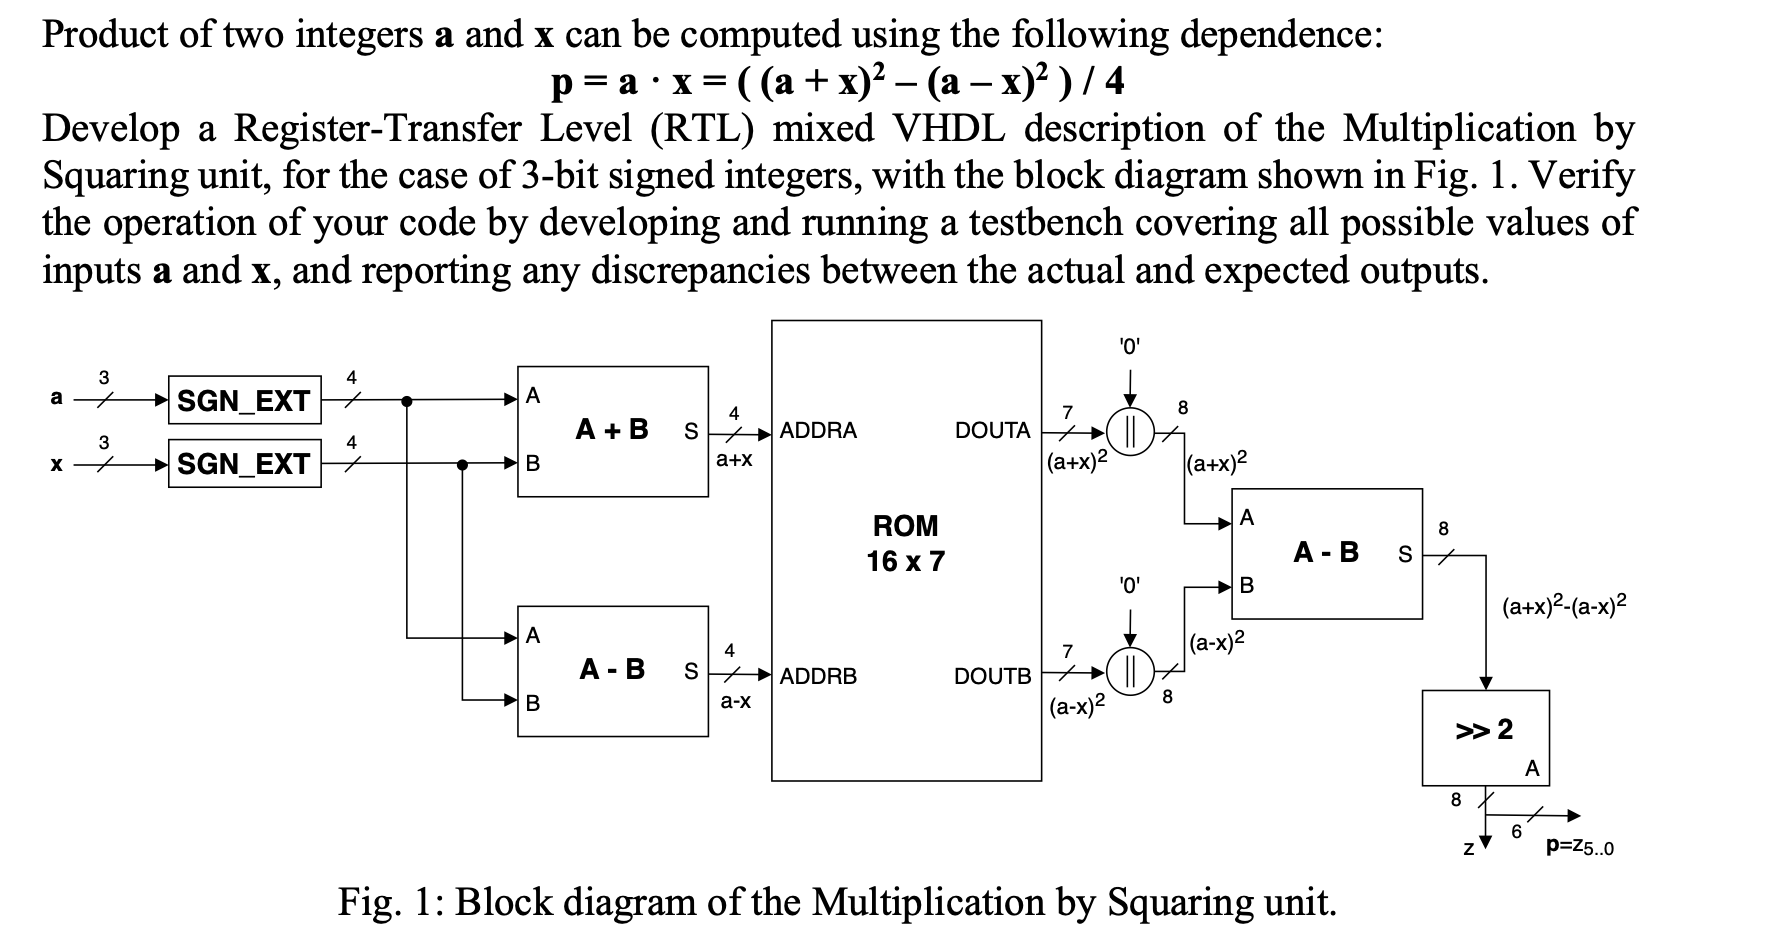 Product of two integers a and x can be computed using the following dependence:
p = a · x = ( (a + x)² – (a – x)² ) / 4
Develop a Register-Transfer Level (RTL) mixed VHDL description of the Multiplication by
Squaring unit, for the case of 3-bit signed integers, with the block diagram shown in Fig. 1. Verify
the operation of your code by developing and running a testbench covering all possible values of
inputs a and x, and reporting any discrepancies between the actual and expected outputs.
a
3
SGN_EXT
4
x
3
SGN_EXT
4
A
A + B
S
B
4
a+x
A
A - B
S
B
4
a-x
ADDRA
DOUTA
ROM
16 x 7
ADDRB
DOUTB
7
(a+x)²
'0'
||
8
(a+x)²
7
(a-x)²
'0'
||
8
(a-x)²
A
A - B
S
B
8
(a+x)²-(a-x)²
>> 2
A
8
z
6
p=z₅..₀
Fig. 1: Block diagram of the Multiplication by Squaring unit.